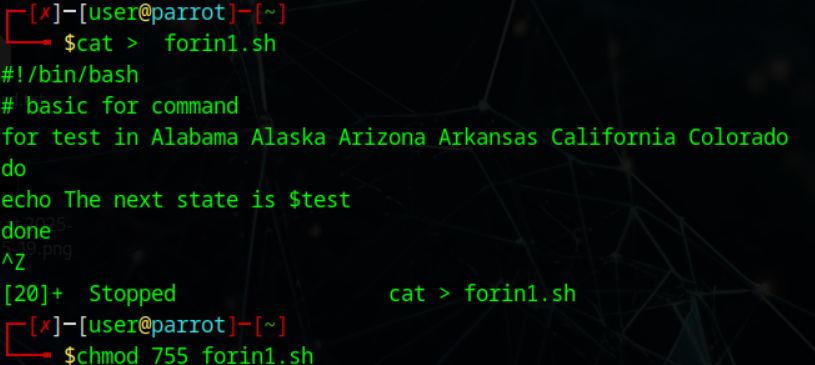 ┌─[✗]─[user@parrot]─[~]
└──╼ $cat >  forin1.sh
#!/bin/bash
# basic for command
for test in Alabama Alaska Arizona Arkansas California Colorado
do
echo The next state is $test
done
^Z
[20]+  Stopped                 cat > forin1.sh
┌─[✗]─[user@parrot]─[~]
└──╼ $chmod 755 forin1.sh